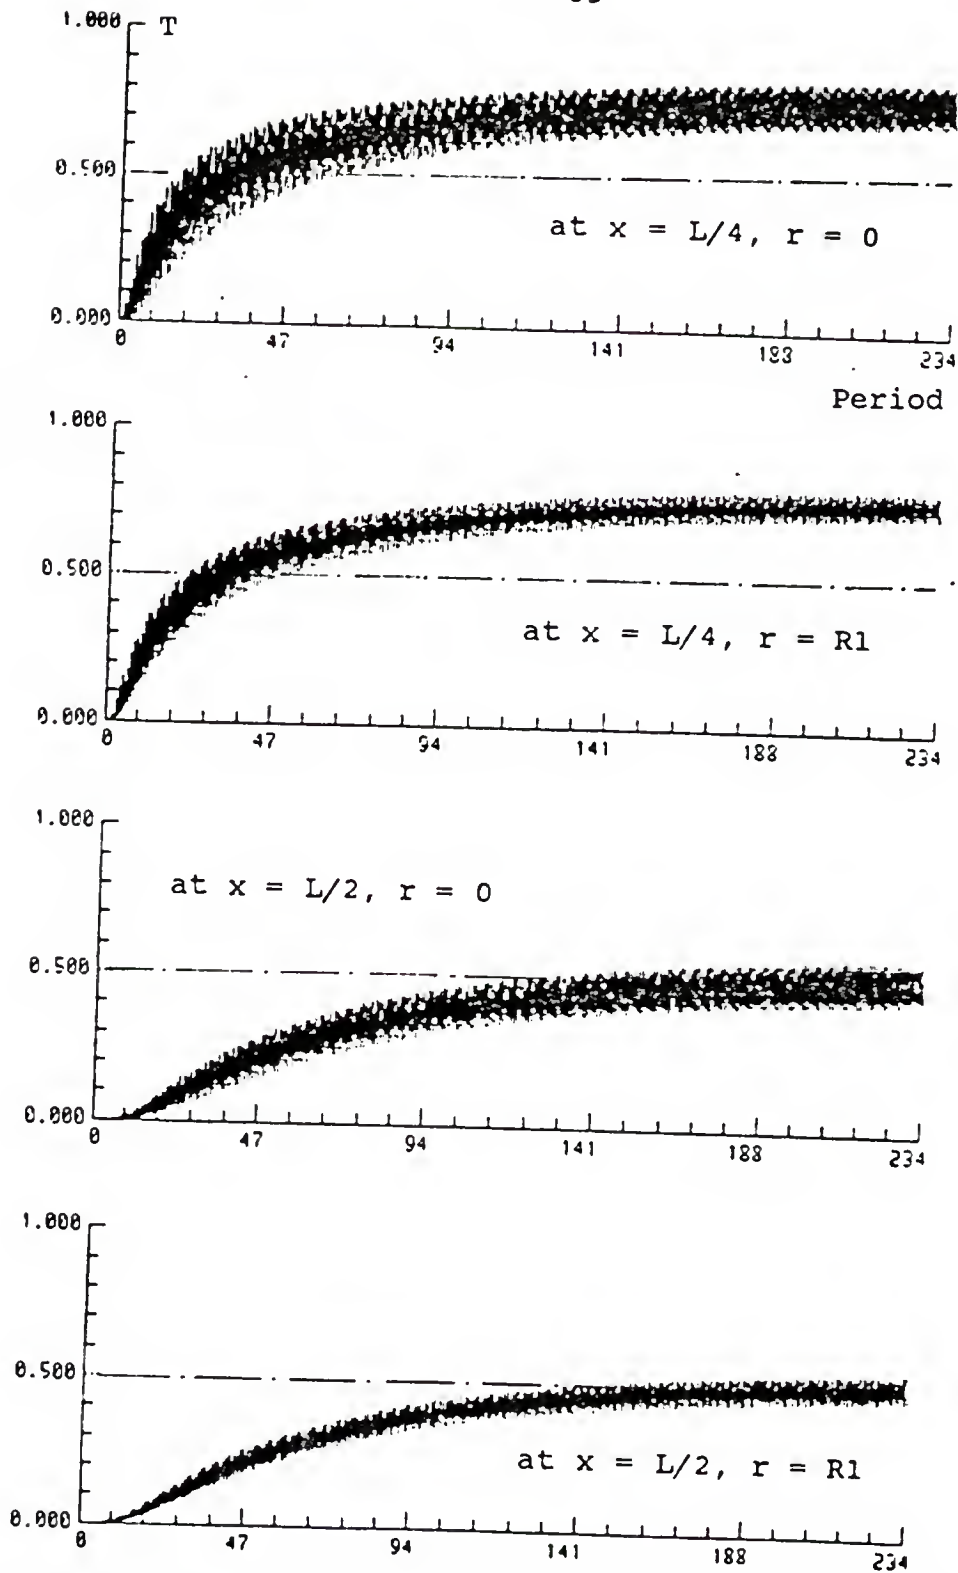 1.000 T
0.500
at x = L/4, r = 0
0.000
0 47 94 141 188 234
Period
1.000
0.500
at x = L/4, r = R1
0.000
0 47 94 141 188 234
1.000
at x = L/2, r = 0
0.500
0.000
0 47 94 141 188 234
1.000
0.500
at x = L/2, r = R1
0.000
0 47 94 141 188 234